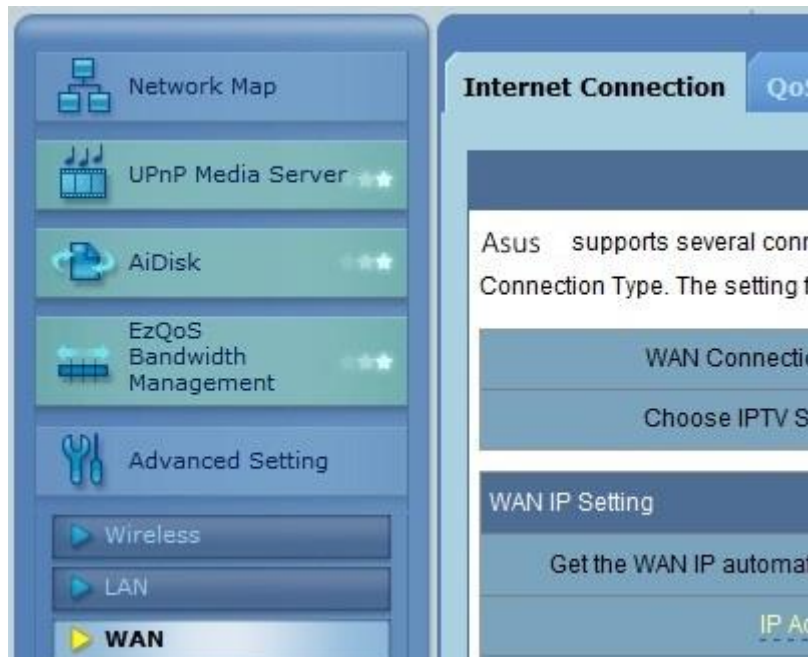 Network Map
UPnP Media Server
AiDisk
EzQoS
Bandwidth
Management
Advanced Setting
Wireless
LAN
WAN
Internet Connection
Asus supports several
Connection Type. The setting
WAN
Choose IPTV
WAN IP Setting
Get the WAN IP
IP